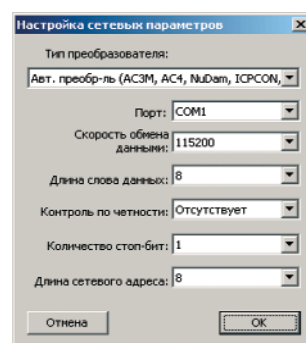 Настройка сетевых параметров
Тип преобразователя:
Авт. преобр-ль (АС3М, АС4, NuDam, ICPCON,
Порт: COM1
Скорость обмена
данными: 115200
Длина слова данных: 8
Контроль по четности: Отсутствует
Количество стоп-бит: 1
Длина сетевого адреса: 8
Отмена OK